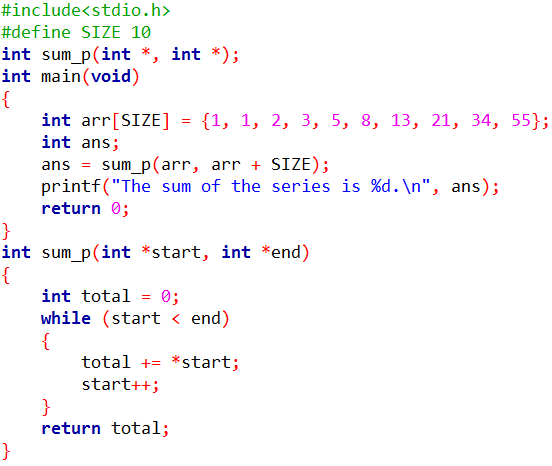 #include<stdio.h>
#define SIZE 10
int sum_p(int *, int *);
int main(void)
{
    int arr[SIZE] = {1, 1, 2, 3, 5, 8, 13, 21, 34, 55};
    int ans;
    ans = sum_p(arr, arr + SIZE);
    printf("The sum of the series is %d.\n", ans);
    return 0;
}
int sum_p(int *start, int *end)
{
    int total = 0;
    while (start < end)
    {
        total += *start;
        start++;
    }
    return total;
}